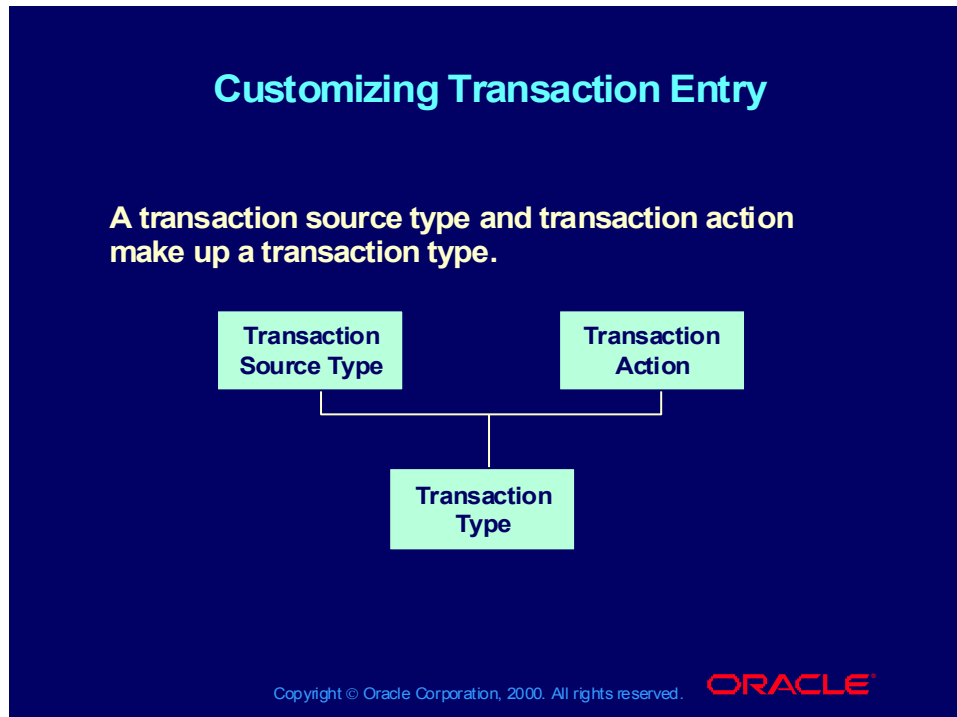 Customizing Transaction Entry
A transaction source type and transaction action
make up a transaction type.
Transaction
Source Type
Transaction
Action
Transaction
Type
Copyright © Oracle Corporation, 2000. All rights reserved.
ORACLE®